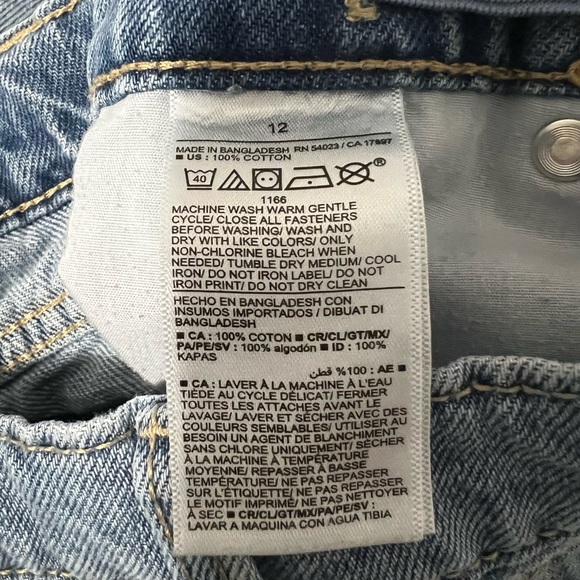 12
MADE IN BANGLADESH RN 54023 / CA 17897
■ US : 100% COTTON
40 ®
1166
MACHINE WASH WARM GENTLE
CYCLE/ CLOSE ALL FASTENERS
BEFORE WASHING/ WASH AND
DRY WITH LIKE COLORS/ ONLY
NON-CHLORINE BLEACH WHEN
NEEDED/ TUMBLE DRY MEDIUM/ COOL
IRON/ DO NOT IRON LABEL/ DO NOT
IRON PRINT/ DO NOT DRY CLEAN
HECHO EN BANGLADESH CON
INSUMOS IMPORTADOS / DIBUAT DI
BANGLADESH
■ CA : 100% COTON ■ CR/CL/GT/MX/
PA/PE/SV : 100% algodón ■ ID : 100%
KAPAS
■ AE : 100% قطن
■ CA : LAVER À LA MACHINE À L'EAU
TIÈDE AU CYCLE DÉLICAT/ FERMER
TOUTES LES ATTACHES AVANT LE
LAVAGE/ LAVER ET SÉCHER AVEC DES
COULEURS SEMBLABLES/ UTILISER AU
BESOIN UN AGENT DE BLANCHIMENT
SANS CHLORE UNIQUEMENT/ SÉCHER
À LA MACHINE À TEMPÉRATURE
MOYENNE/ REPASSER À BASSE
TEMPÉRATURE/ NE PAS REPASSER
SUR L'ÉTIQUETTE/ NE PAS REPASSER
LE MOTIF IMPRIMÉ/ NE PAS NETTOYER
À SEC ■ CR/CL/GT/MX/PA/PE/SV :
LAVAR A MAQUINA CON AGUA TIBIA